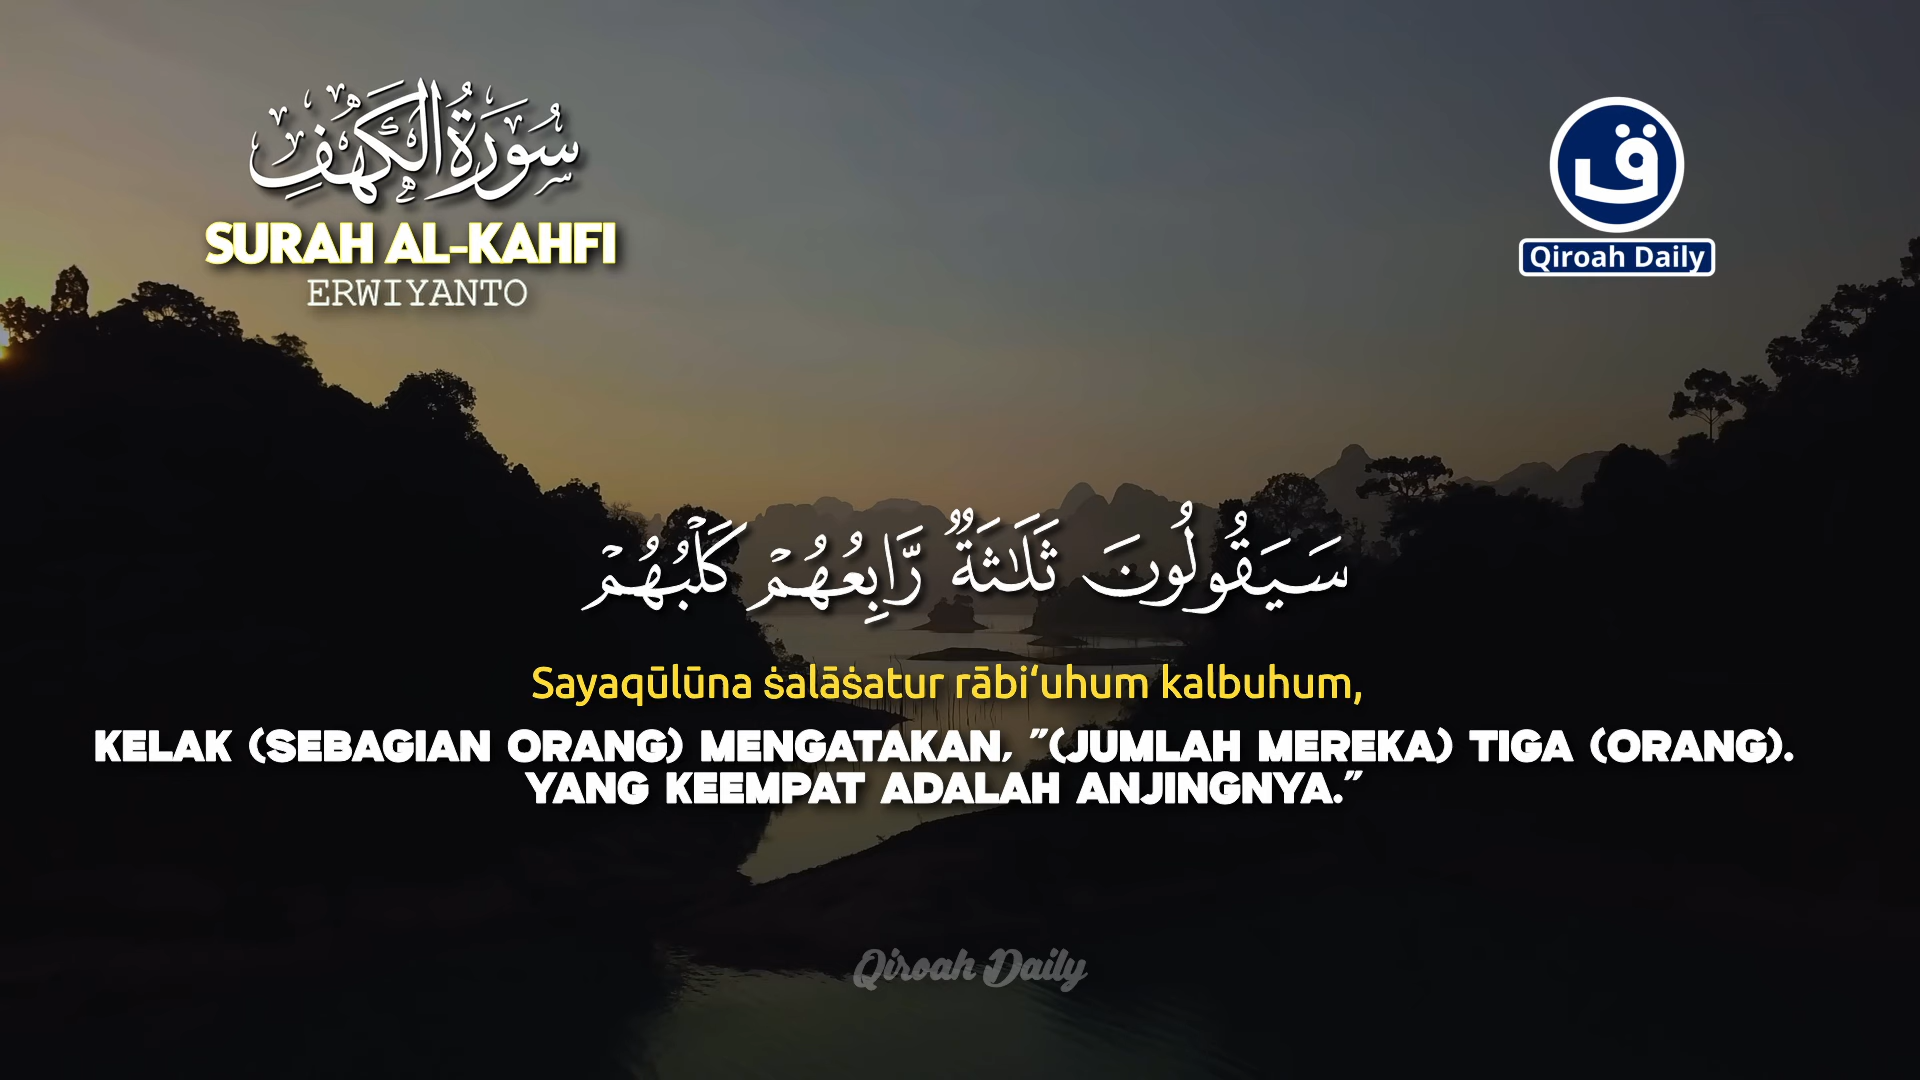 سُورَةُ الكَهْفِ
SURAH AL-KAHFI
ERWIYANTO
ق
Qiroah Daily
سَيَقُولُونَ ثَلَٰثَةٌ رَّابِعُهُمْ كَلْبُهُمْ
Sayaqūlūna ṡalāṡatur rābi‘uhum kalbuhum,
KELAK (SEBAGIAN ORANG) MENGATAKAN, "(JUMLAH MEREKA) TIGA (ORANG).
YANG KEEMPAT ADALAH ANJINGNYA."
Qiroah Daily